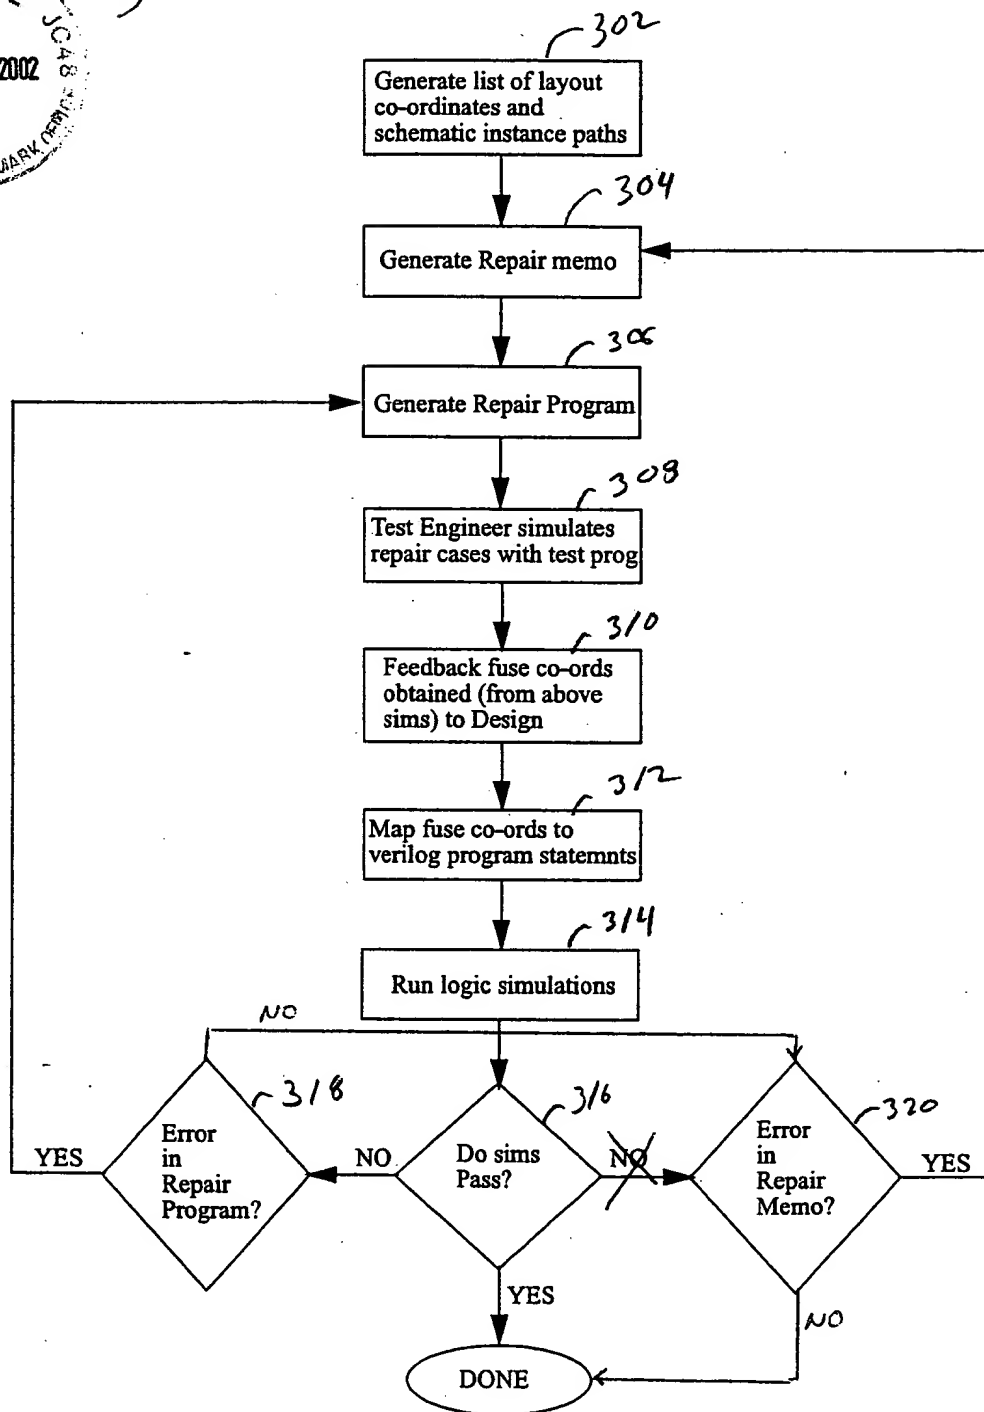 JC48
2002
302
Generate list of layout
co-ordinates and
schematic instance paths
304
Generate Repair memo
306
Generate Repair Program
308
Test Engineer simulates
repair cases with test prog
310
Feedback fuse co-ords
obtained (from above
sims) to Design
312
Map fuse co-ords to
verilog program statemnts
314
Run logic simulations
NO
318
316
320
Error
in
Repair
Program?
YES
NO
Do sims
Pass?
NO
Error
in
Repair
Memo?
YES
YES
NO
DONE